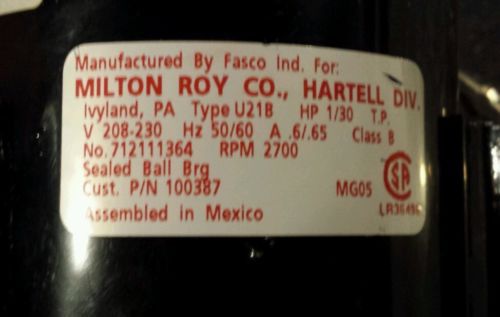 Manufactured By Fasco Ind. For:
MILTON ROY CO., HARTELL DIV.
Ivyland, PA Type U21B HP 1/30 T.P.
V 208-230 Hz 50/60 A .6/.65 Class B
No. 712111364 RPM 2700
Sealed Ball Brg
Cust. P/N 100387 MG05 SA
Assembled in Mexico